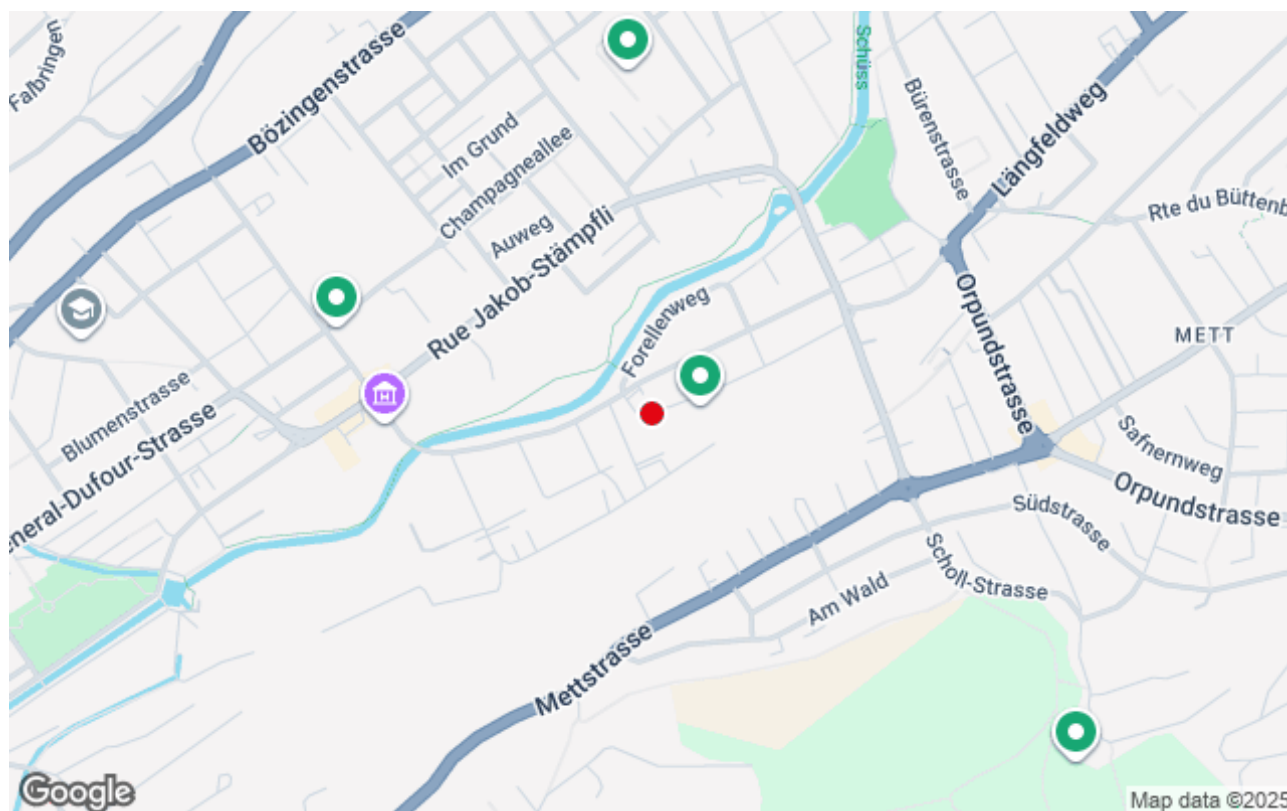 Falbringen
Bözingenstrasse
Schüss
Bürenstrasse
Längfeldweg
Im Grund
Champagneallee
Auweg
Rte du Büttenb
Rue Jakob-Stämpfli
Orpundstrasse
METT
Forellenweg
Blumenstrasse
eneral-Dufour-Strasse
Safnernweg
Orpundstrasse
Südstrasse
Scholl-Strasse
Am Wald
Mettstrasse
Google
Map data ©2025